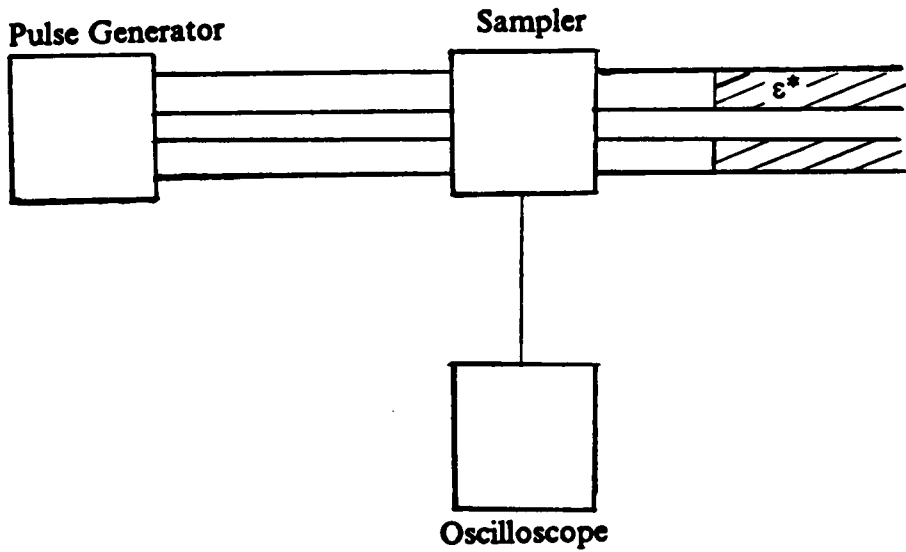 Pulse Generator
Sampler
ε*
Oscilloscope